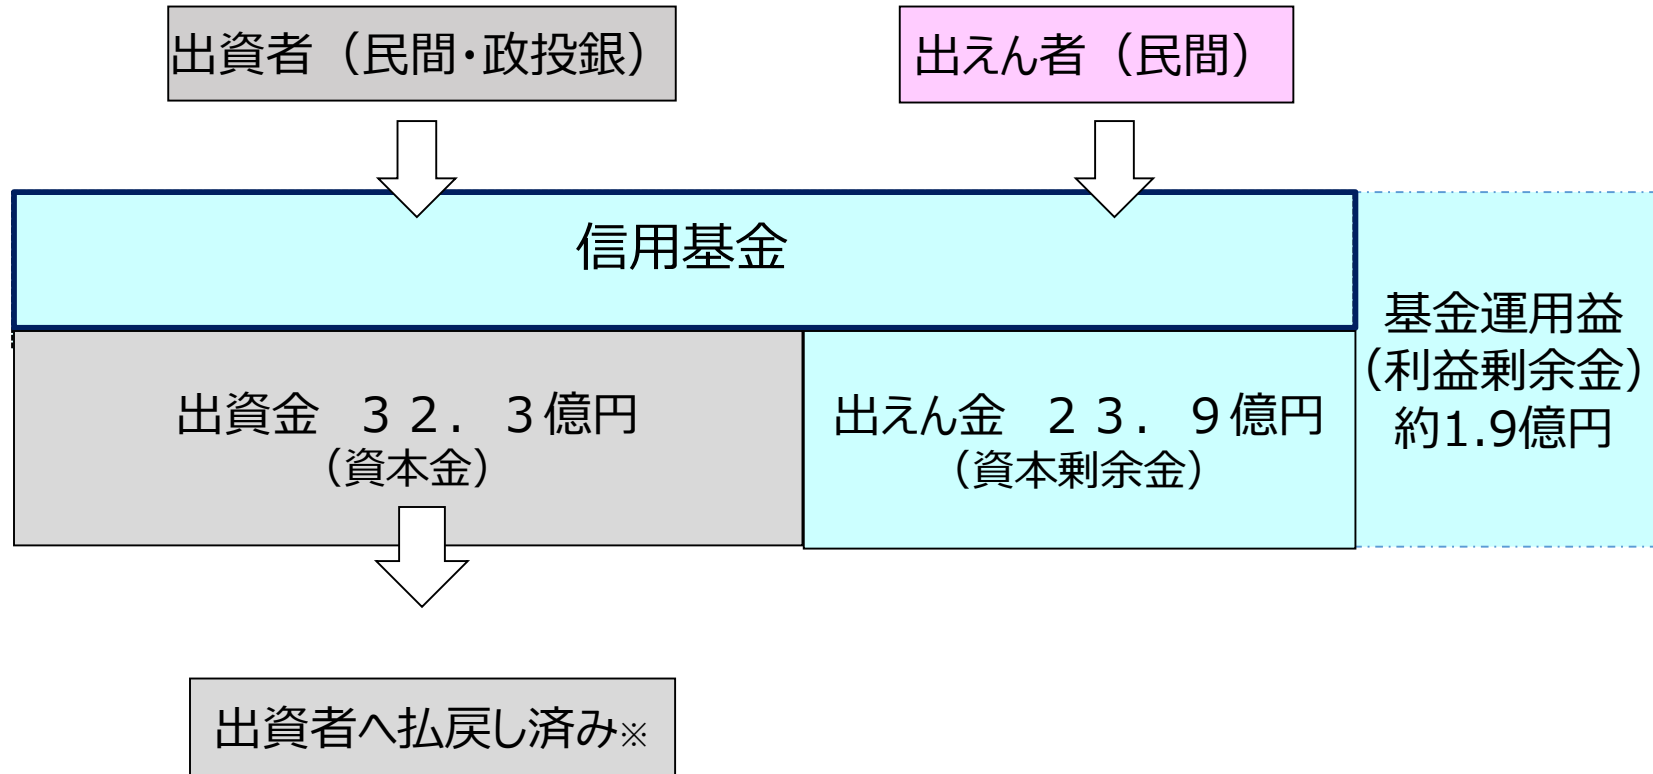 出資者（民間・政投銀）
出えん者（民間）
信用基金
出資金　３２．３億円
（資本金）
出えん金　２３．９億円
（資本剰余金）
基金運用益
（利益剰余金）
約1.9億円
出資者へ払戻し済み※